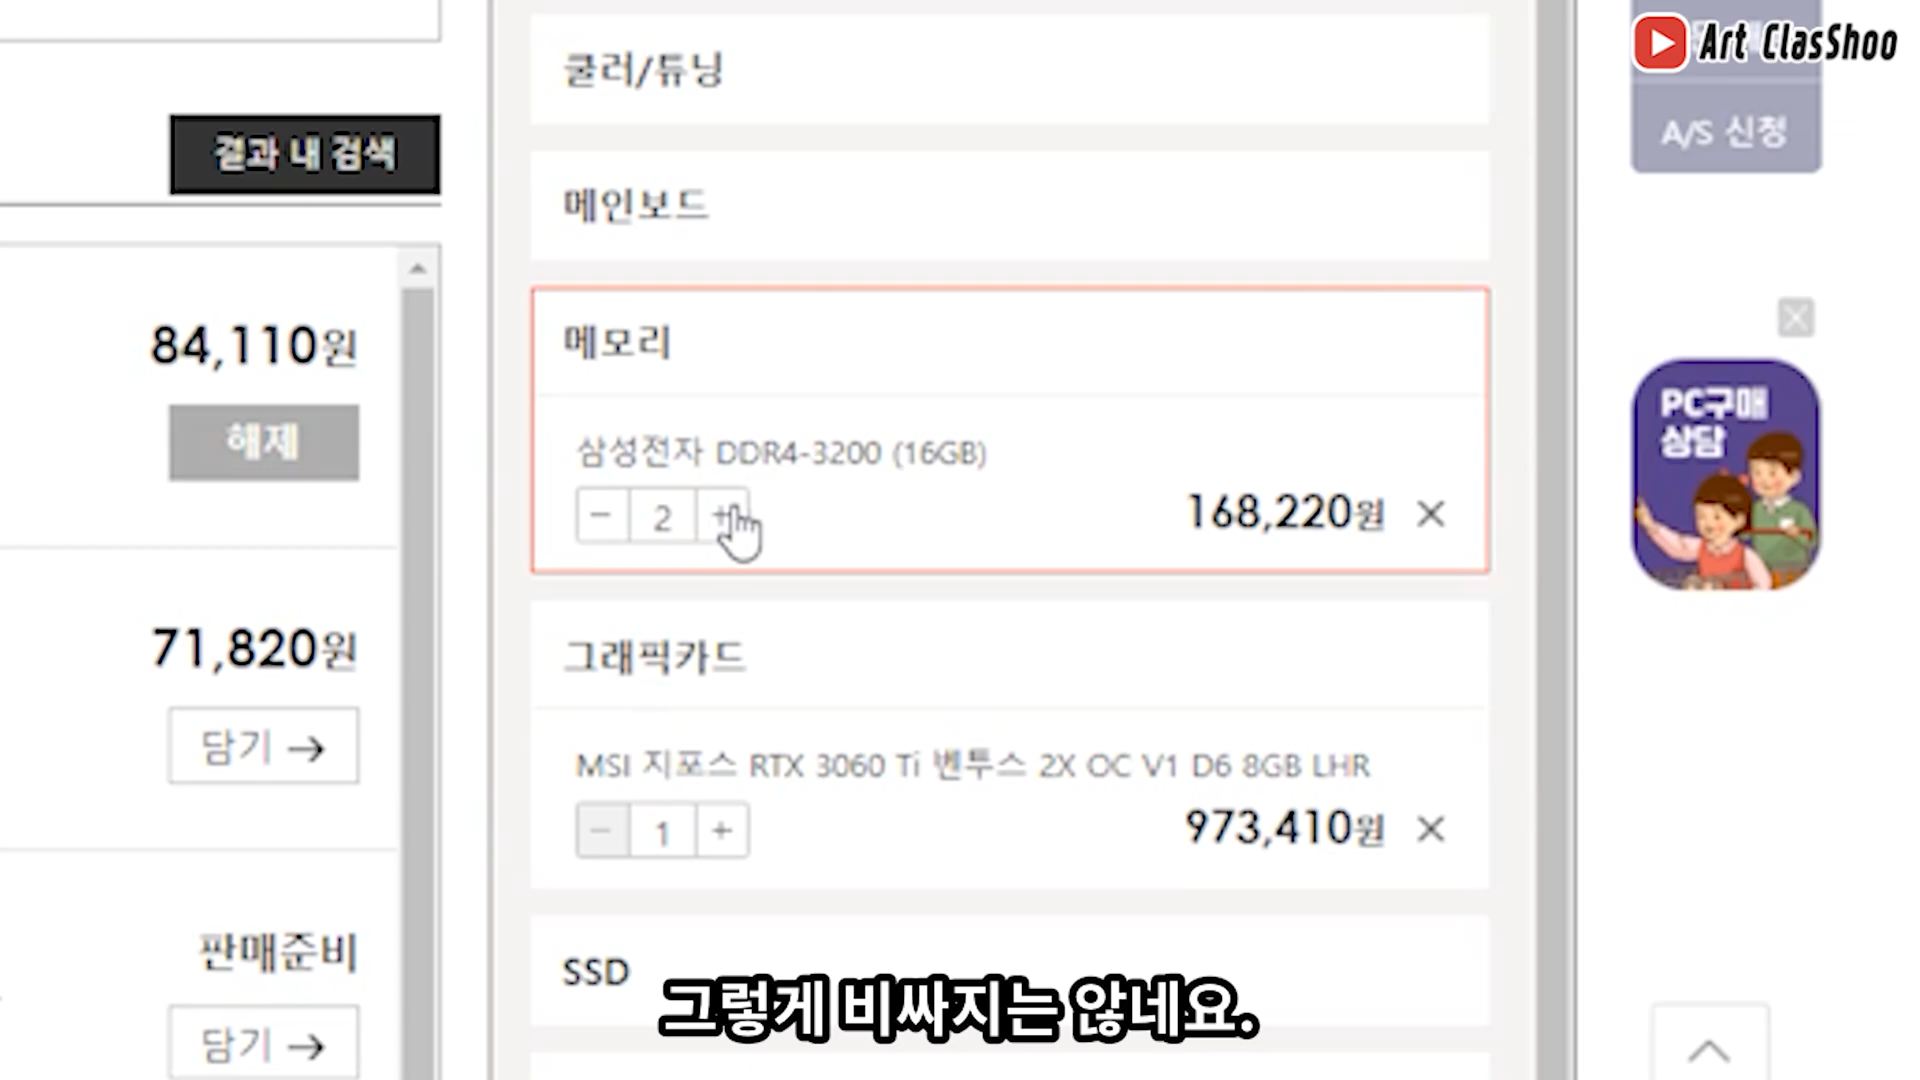 Art ClasShoo
A/S 신청
쿨러/튜닝
결과 내 검색
메인보드
84,110원
해제
메모리
삼성전자 DDR4-3200 (16GB)
− 2 +
168,220원 ×
PC구매
상담
71,820원
담기 →
그래픽카드
MSI 지포스 RTX 3060 Ti 벤투스 2X OC V1 D6 8GB LHR
− 1 +
973,410원 ×
판매준비
담기 →
SSD
그렇게 비싸지는 않네요.